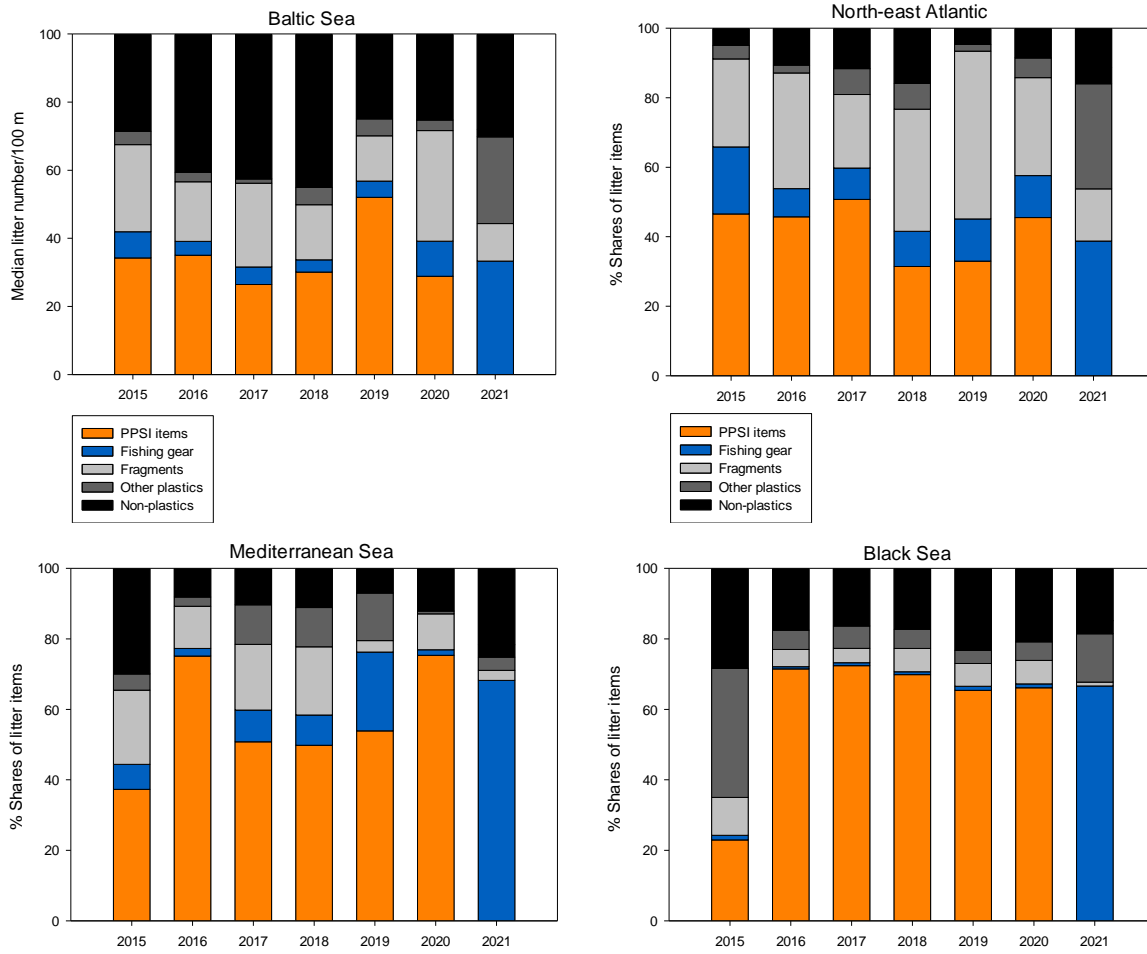 Baltic Sea
Median litter number/100 m
100
80
60
40
20
0
2015 2016 2017 2018 2019 2020 2021
PPSI items
Fishing gear
Fragments
Other plastics
Non-plastics
North-east Atlantic
% Shares of litter items
100
80
60
40
20
0
2015 2016 2017 2018 2019 2020 2021
PPSI items
Fishing gear
Fragments
Other plastics
Non-plastics
Mediterranean Sea
% Shares of litter items
100
80
60
40
20
0
2015 2016 2017 2018 2019 2020 2021
Black Sea
% Shares of litter items
100
80
60
40
20
0
2015 2016 2017 2018 2019 2020 2021